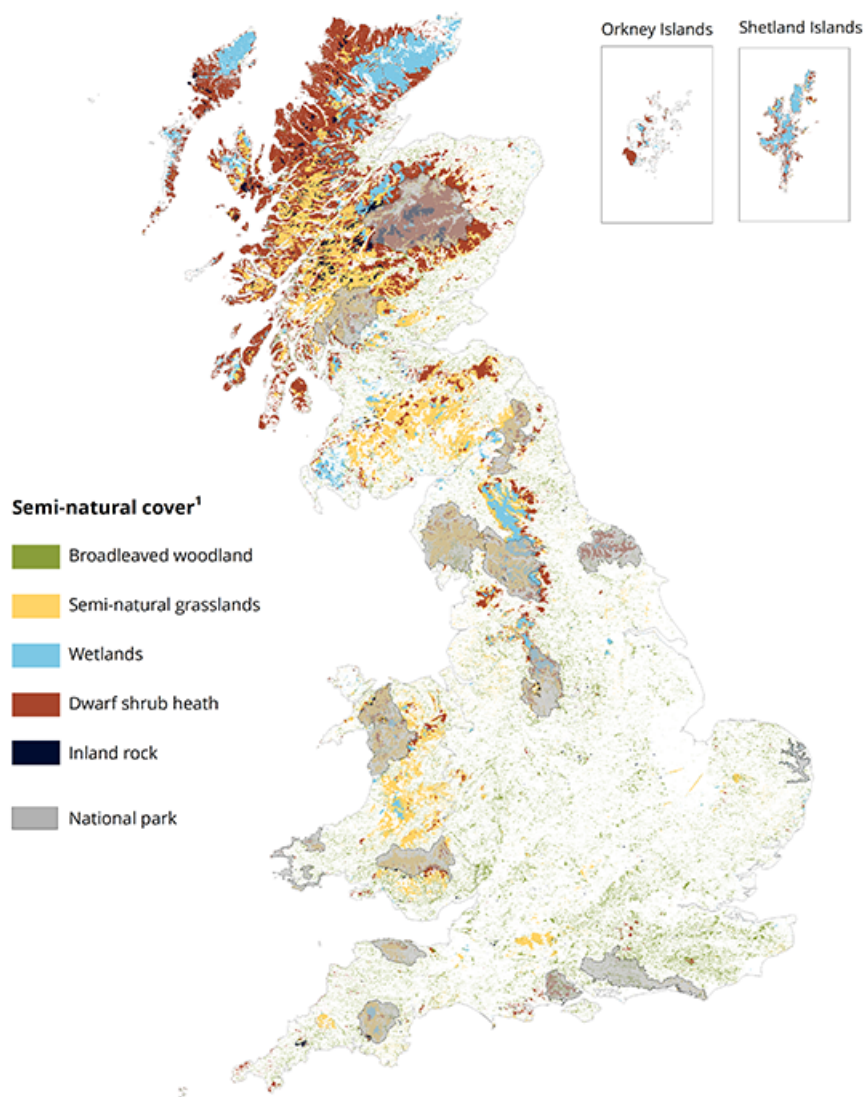 Orkney Islands
Shetland Islands
Semi-natural cover¹
Broadleaved woodland
Semi-natural grasslands
Wetlands
Dwarf shrub heath
Inland rock
National park